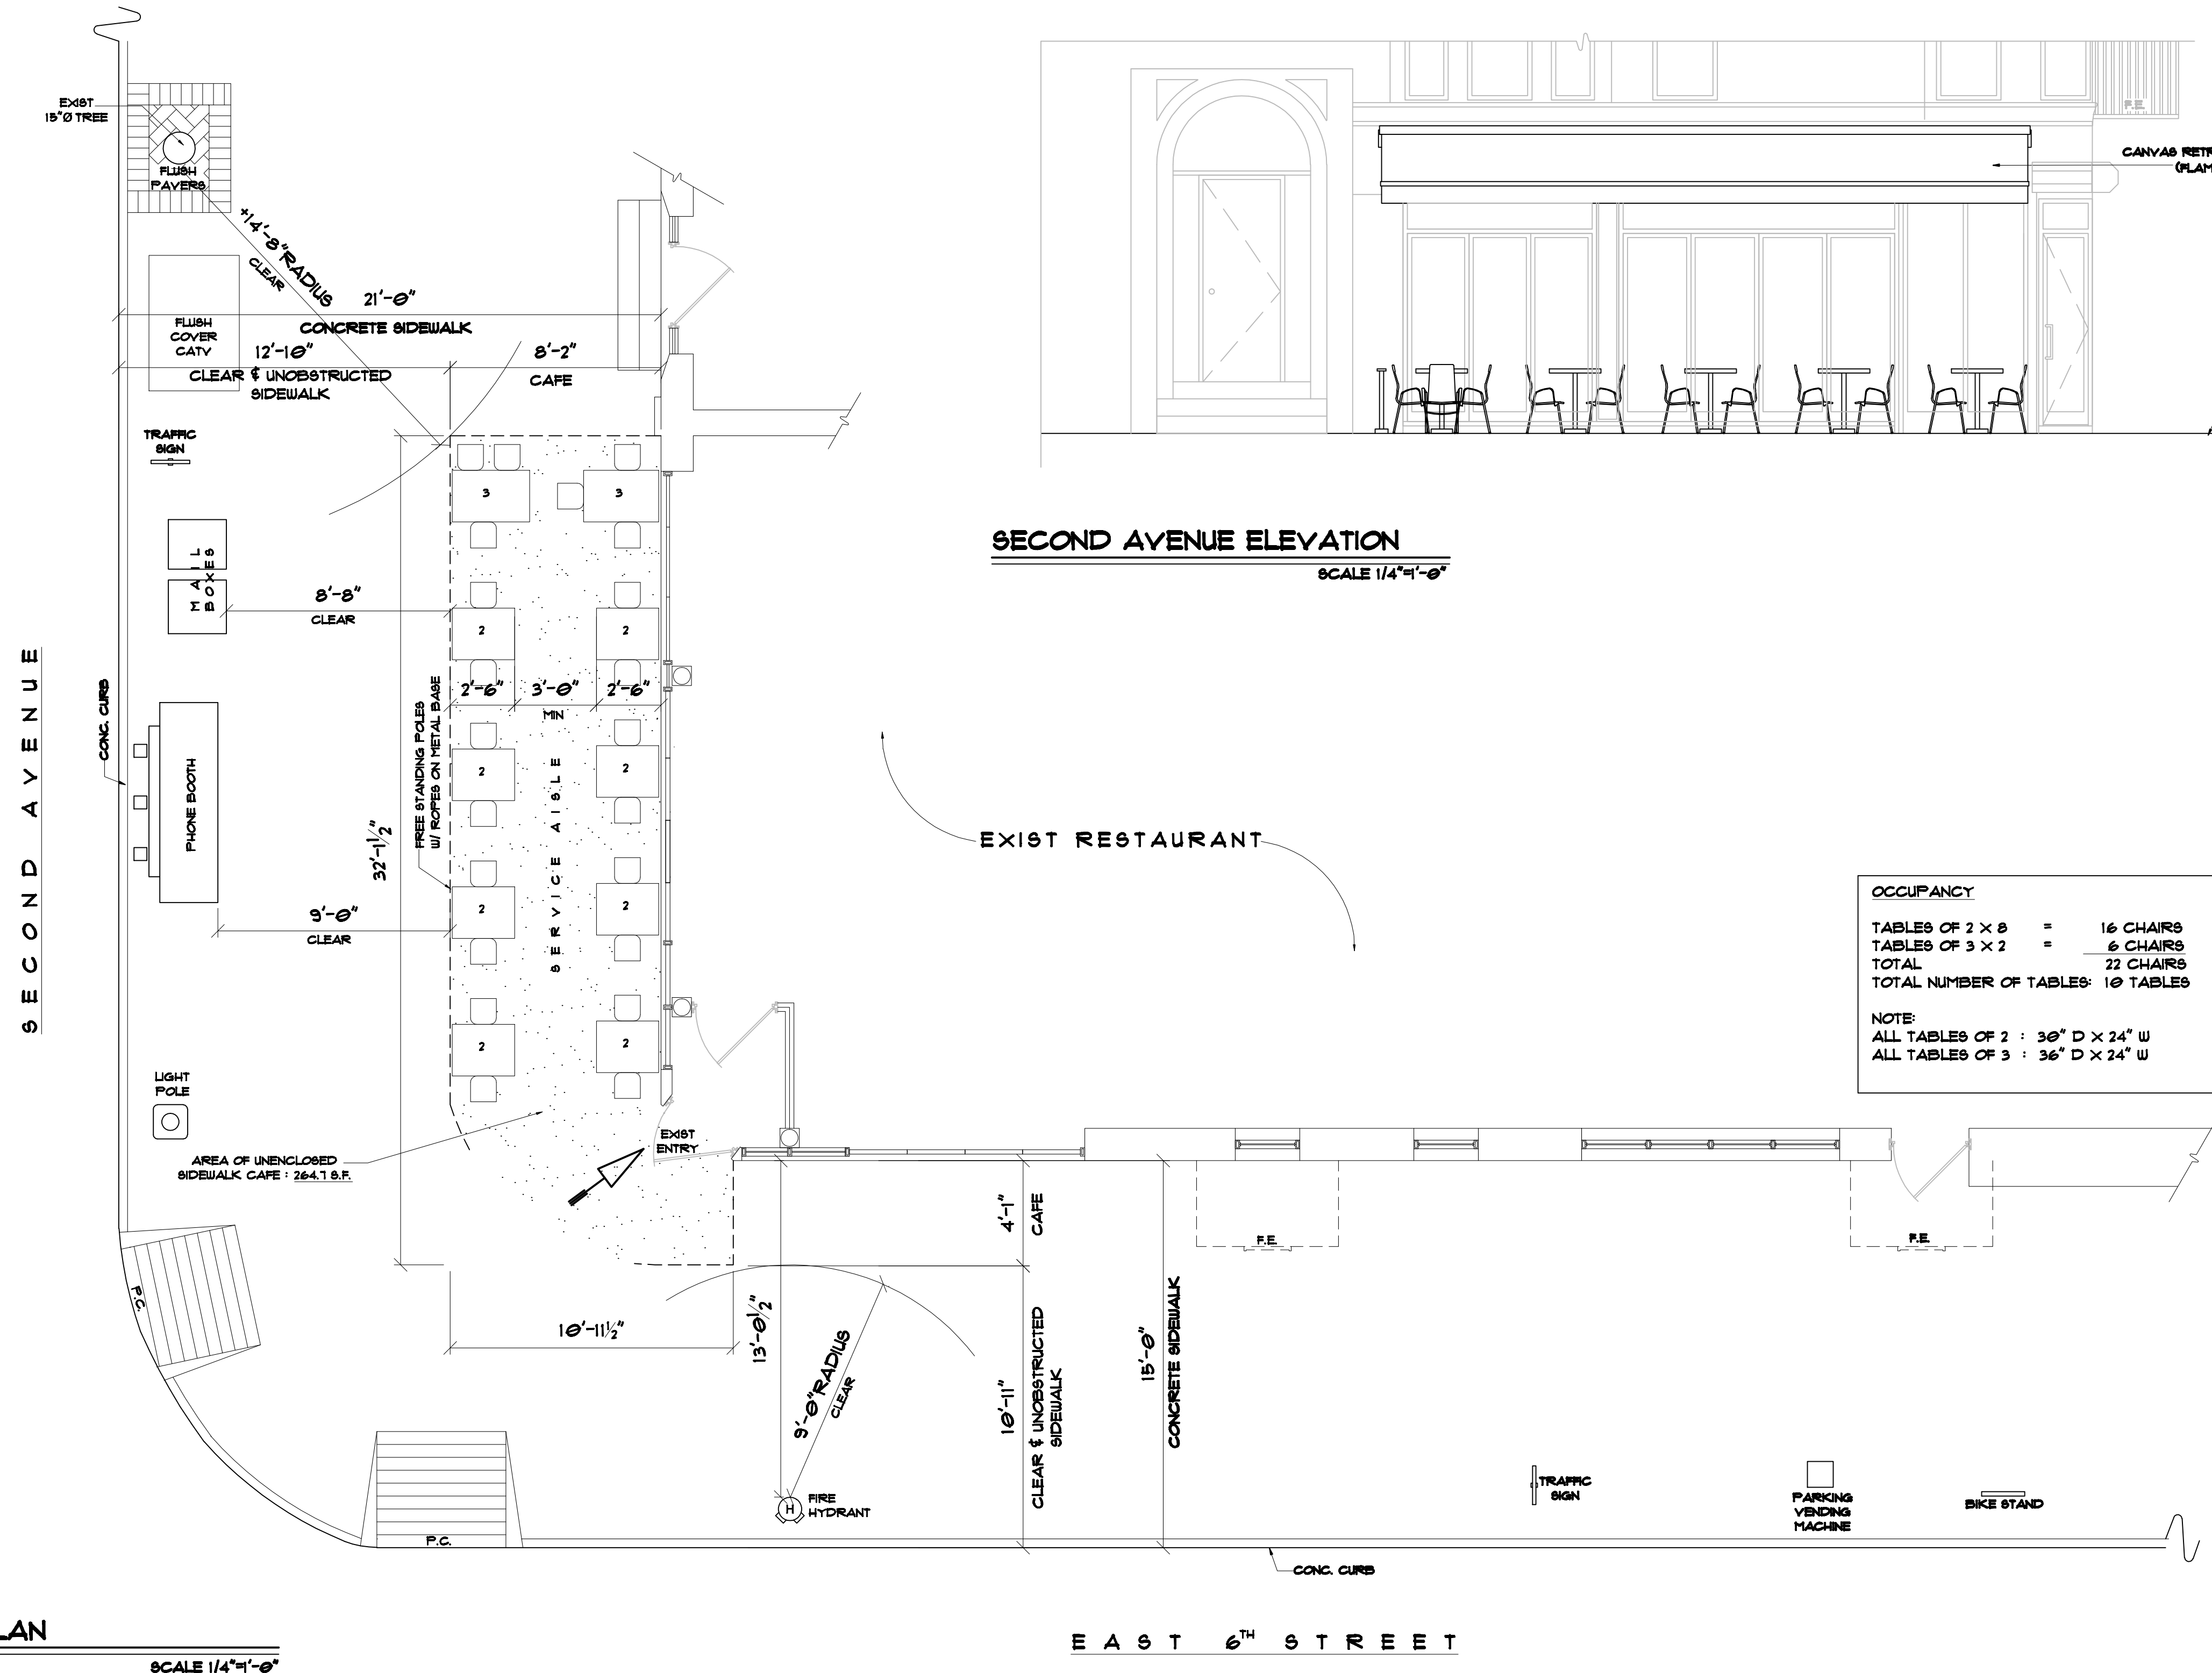 EXIST
15"Ø TREE
FLUSH
PAVERS
+14'-8" RADIUS
CLEAR
21'-0"
CONCRETE SIDEWALK
FLUSH
COVER
CATV
12'-10"
CLEAR & UNOBSTRUCTED
SIDEWALK
8'-2"
CAFE
TRAFFIC
SIGN
MAIL
BOXES
8'-8"
CLEAR
3
3
2
2
2'-6"
3'-0"
MIN
2'-6"
2
2
2
2
2
2
SERVICE AISLE
FREE STANDING POLES
W/ ROPES ON METAL BASE
32'-1 1/2"
SECOND AVENUE
CONC. CURB
PHONE BOOTH
9'-0"
CLEAR
LIGHT
POLE
AREA OF UNENCLOSED
SIDEWALK CAFE : 264.7 S.F.
EXIST
ENTRY
P.C.
P.C.
10'-11 1/2"
13'-0 1/2"
9'-0" RADIUS
CLEAR
FIRE
HYDRANT
H
4'-1"
CAFE
10'-11"
CLEAR & UNOBSTRUCTED
SIDEWALK
15'-0"
CONCRETE SIDEWALK
F.E.
F.E.
TRAFFIC
SIGN
PARKING
VENDING
MACHINE
BIKE STAND
CONC. CURB
EAST 6TH STREET
LAN
SCALE 1/4"=1'-0"
F.E.
CANVAS RETR
(FLAM
SECOND AVENUE ELEVATION
SCALE 1/4"=1'-0"
EXIST RESTAURANT
OCCUPANCY
TABLES OF 2 X 8 = 16 CHAIRS
TABLES OF 3 X 2 = 6 CHAIRS
TOTAL 22 CHAIRS
TOTAL NUMBER OF TABLES: 10 TABLES
NOTE:
ALL TABLES OF 2 : 30" D X 24" W
ALL TABLES OF 3 : 36" D X 24" W